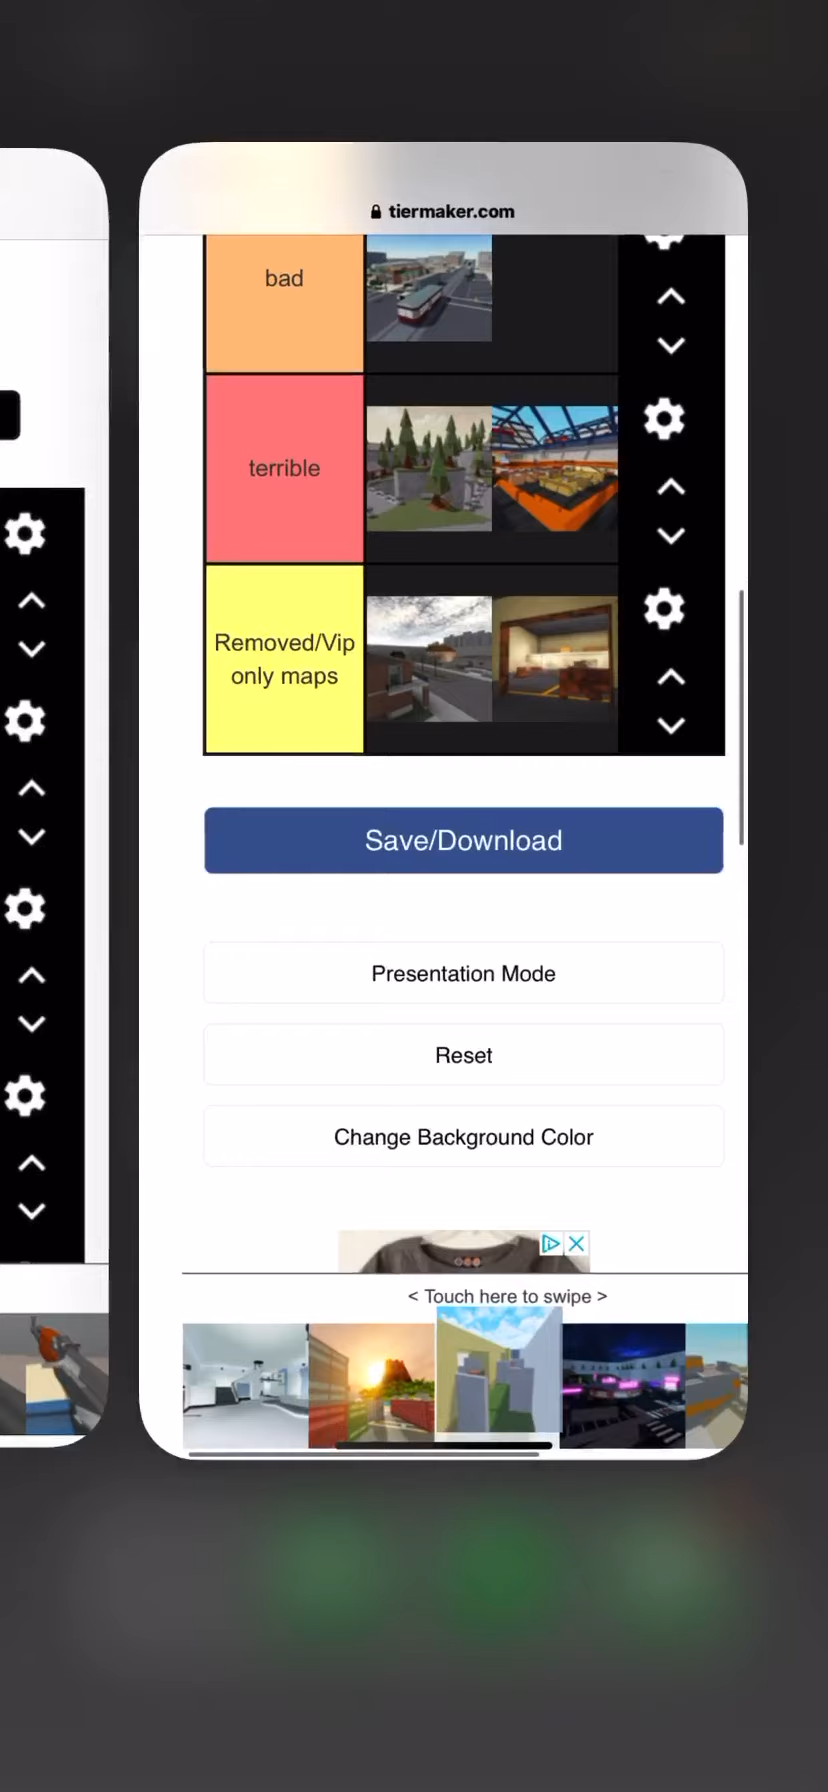 tiermaker.com
bad
terrible
Removed/Vip
only maps
Save/Download
Presentation Mode
Reset
Change Background Color
< Touch here to swipe >